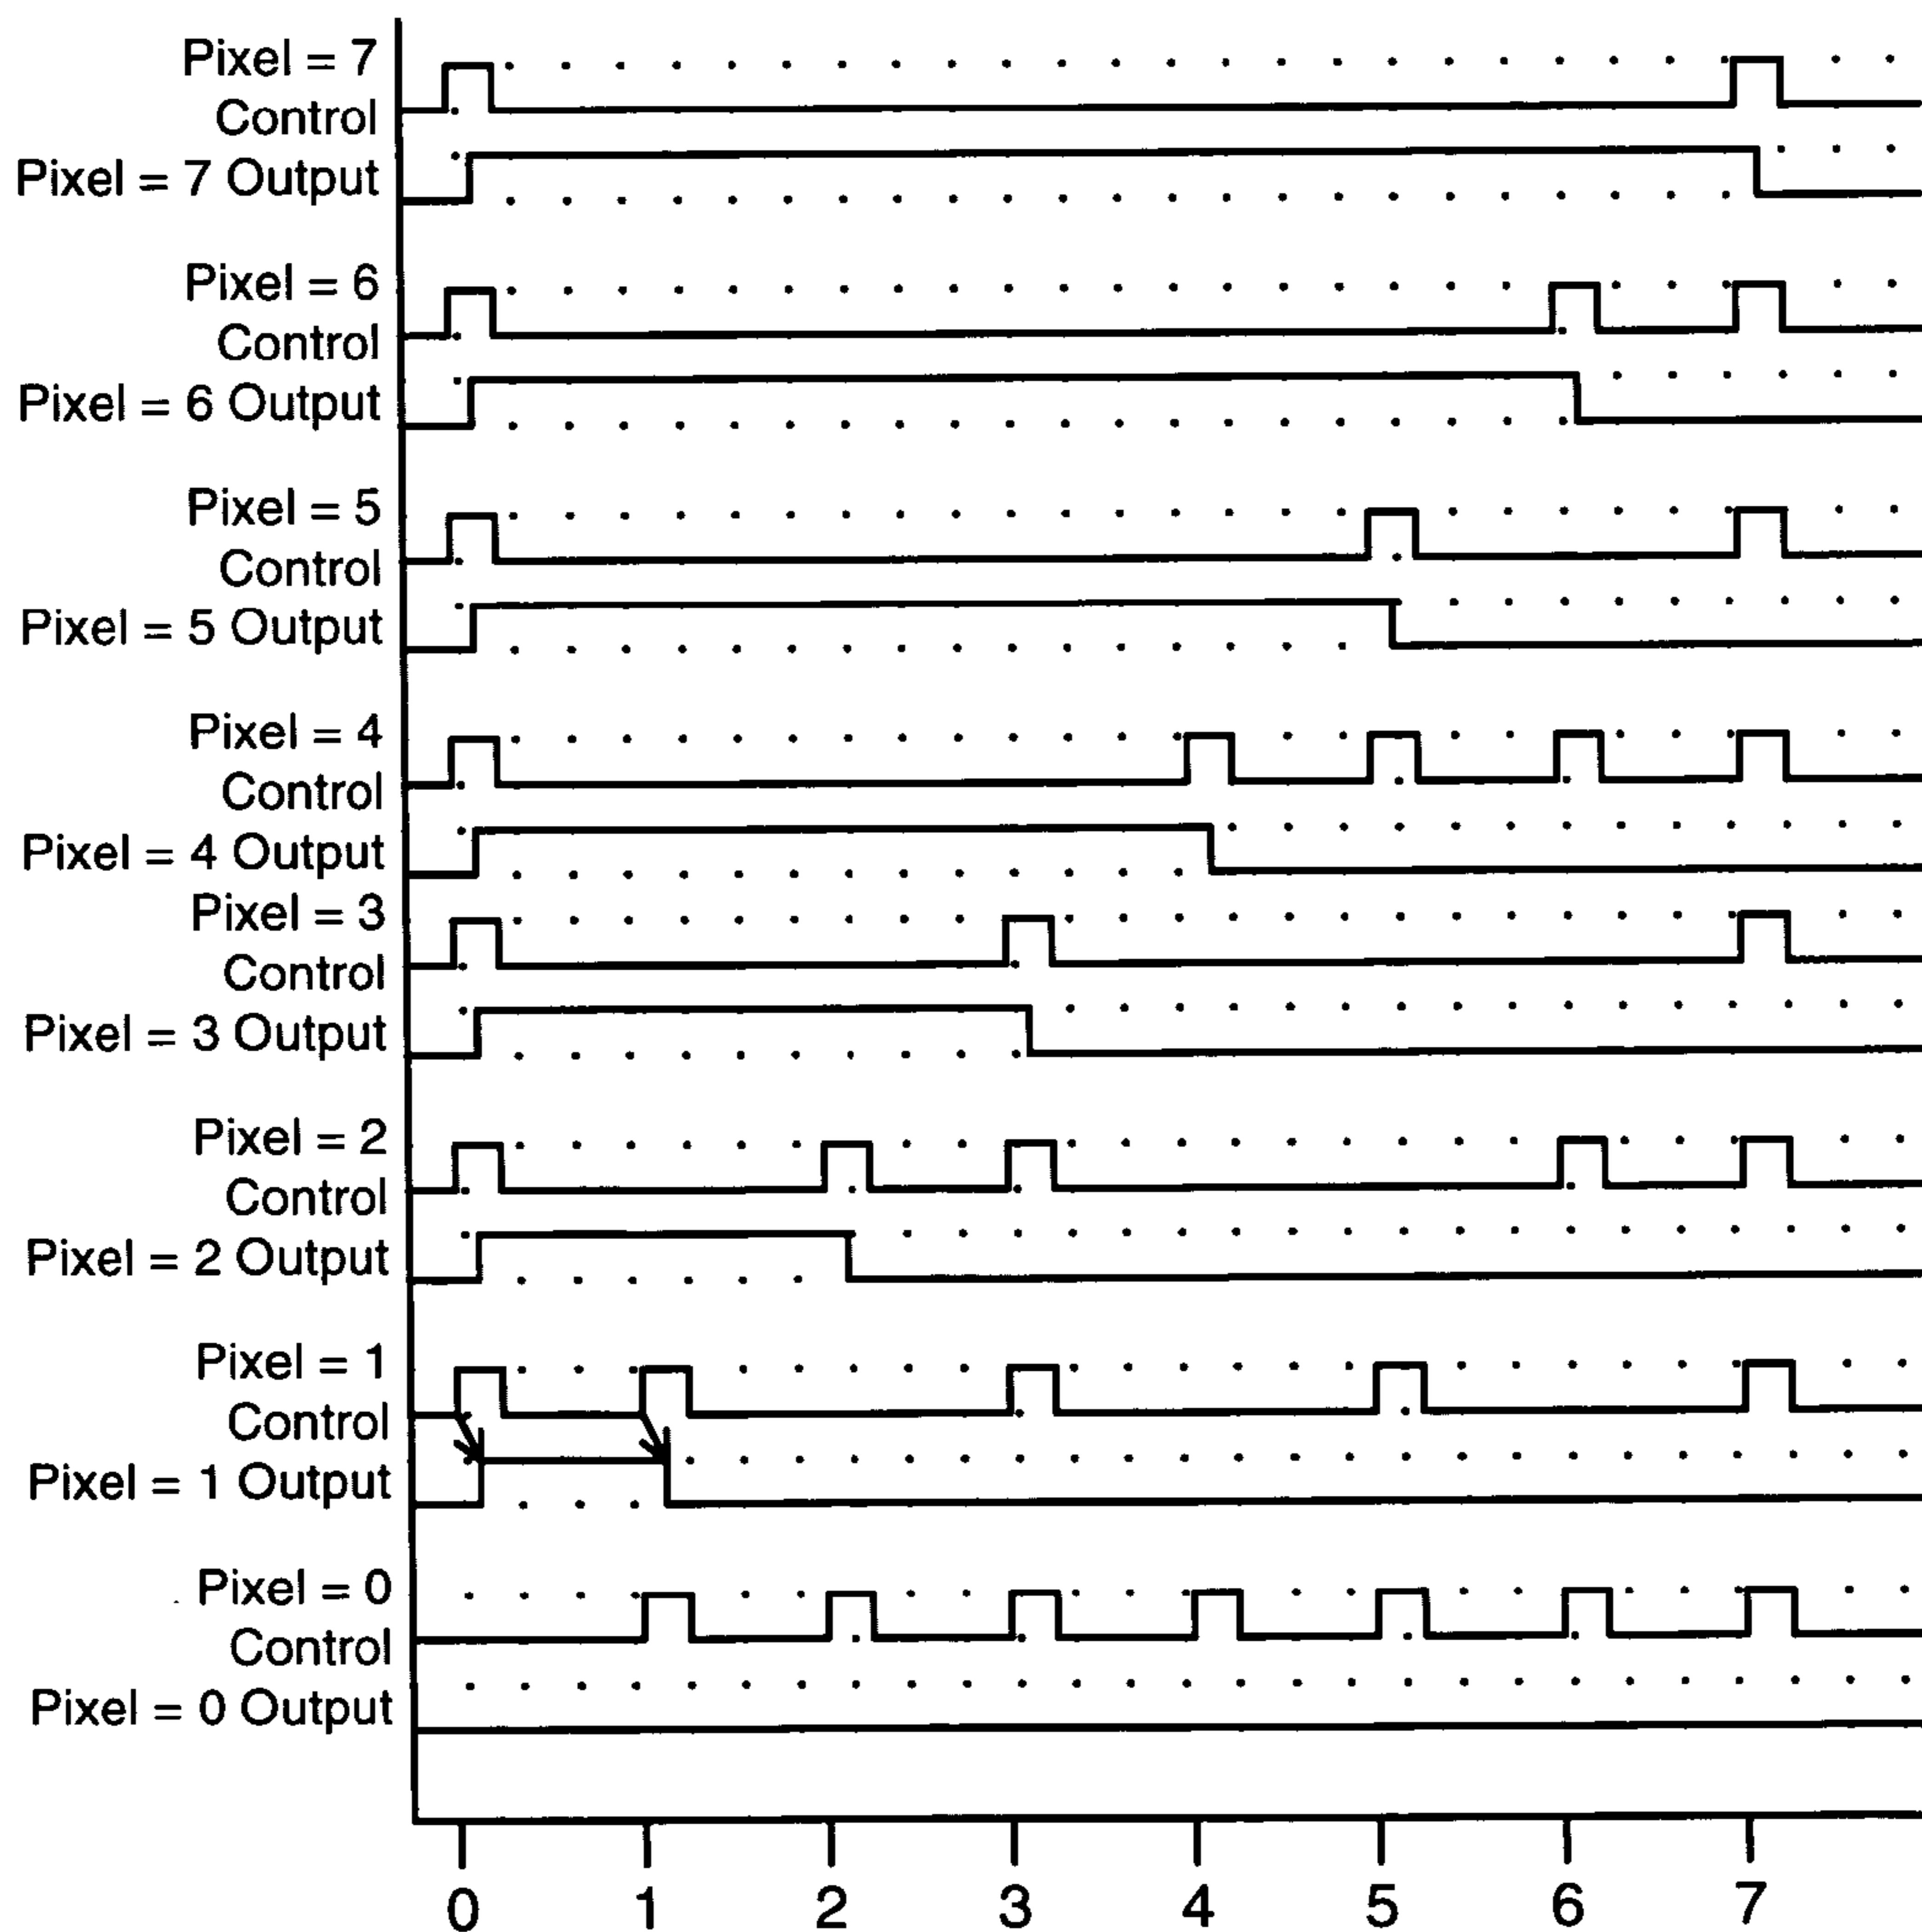 Pixel = 7
Control
Pixel = 7 Output
Pixel = 6
Control
Pixel = 6 Output
Pixel = 5
Control
Pixel = 5 Output
Pixel = 4
Control
Pixel = 4 Output
Pixel = 3
Control
Pixel = 3 Output
Pixel = 2
Control
Pixel = 2 Output
Pixel = 1
Control
Pixel = 1 Output
Pixel = 0
Control
Pixel = 0 Output
0 1 2 3 4 5 6 7